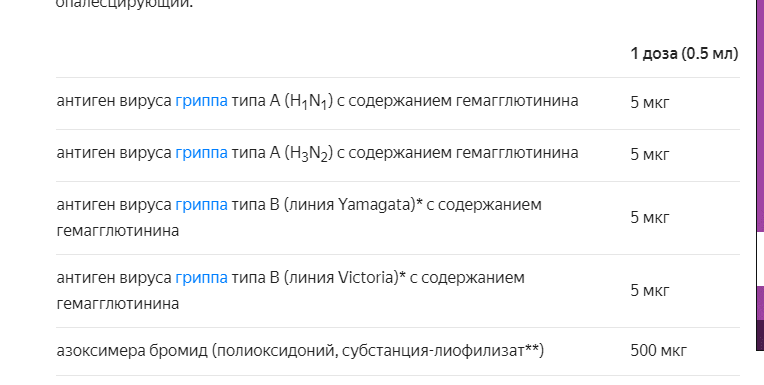 опалесцирующий.
1 доза (0.5 мл)
антиген вируса гриппа типа А (H₁N₁) с содержанием гемагглютинина 5 мкг
антиген вируса гриппа типа А (H₃N₂) с содержанием гемагглютинина 5 мкг
антиген вируса гриппа типа В (линия Yamagata)* с содержанием
гемагглютинина
5 мкг
антиген вируса гриппа типа В (линия Victoria)* с содержанием
гемагглютинина
5 мкг
азоксимера бромид (полиоксидоний, субстанция-лиофилизат**) 500 мкг